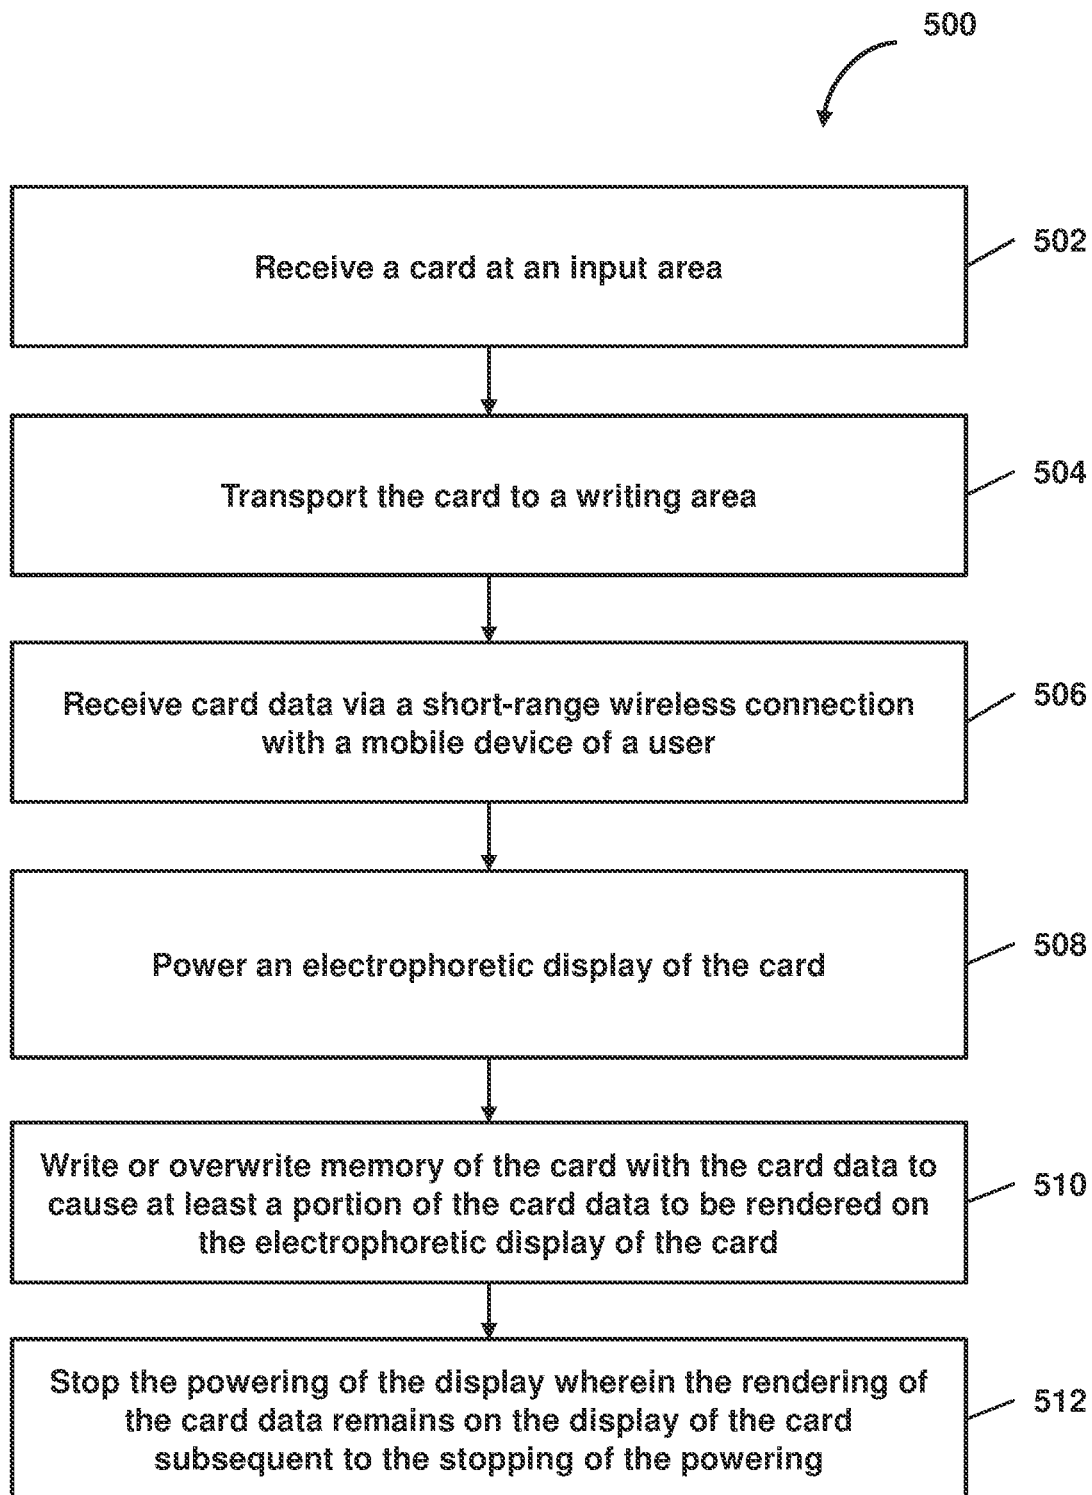 500
Receive a card at an input area
502
Transport the card to a writing area
504
Receive card data via a short-range wireless connection
with a mobile device of a user
506
Power an electrophoretic display of the card
508
Write or overwrite memory of the card with the card data to
cause at least a portion of the card data to be rendered on
the electrophoretic display of the card
510
Stop the powering of the display wherein the rendering of
the card data remains on the display of the card
subsequent to the stopping of the powering
512